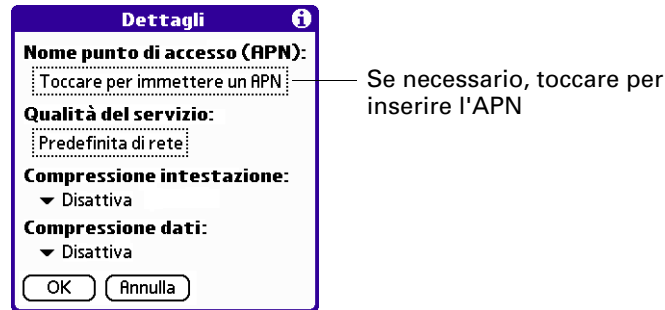 Dettagli
Nome punto di accesso (APN):
Toccare per immettere un APN
Se necessario, toccare per
inserire l'APN
Qualità del servizio:
Predefinita di rete
Compressione intestazione:
Disattiva
Compressione dati:
Disattiva
OK Annulla